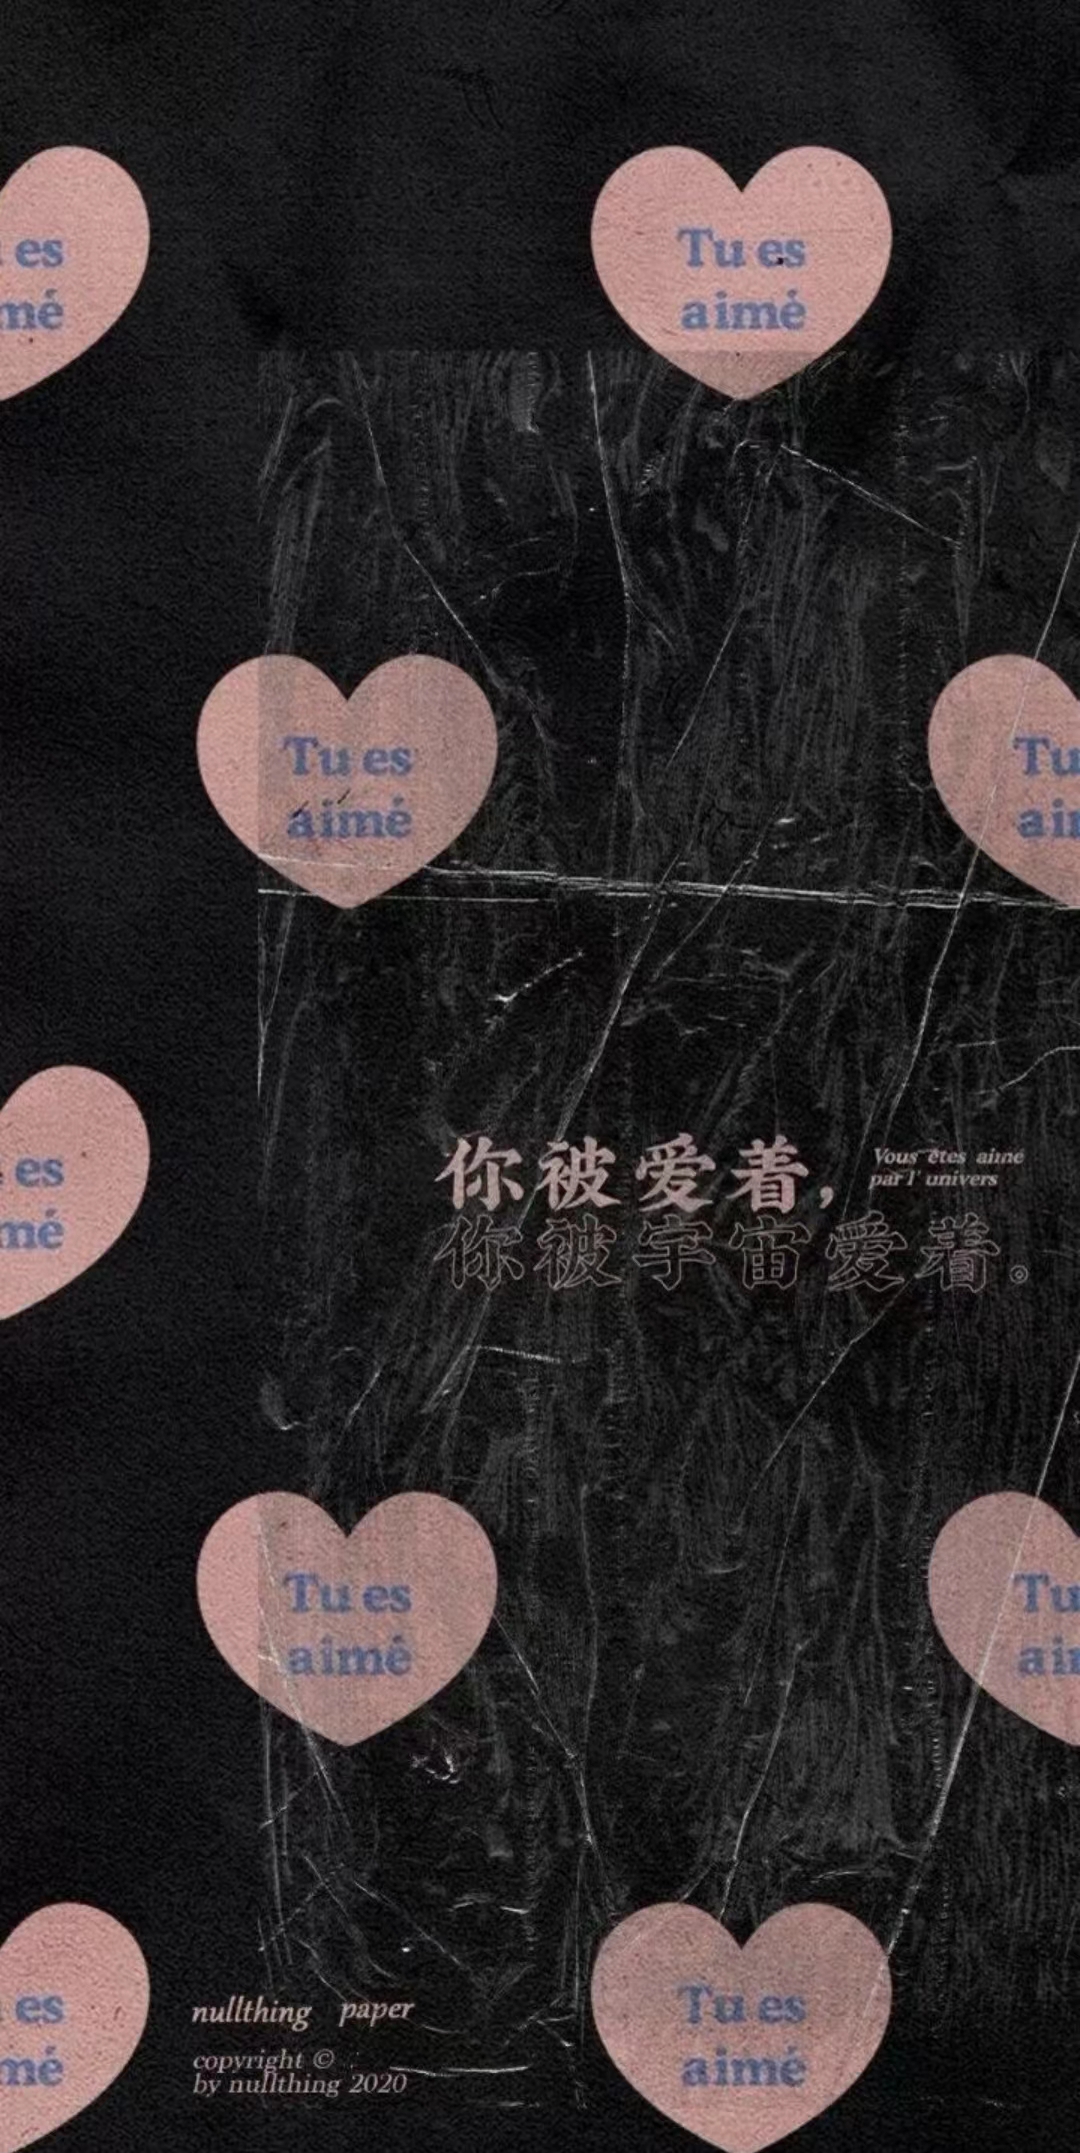 es
mé
Tu es
aimé
Tu es
aimé
Tu
ai
es
mé
你被爱着，
Vous êtes aimé
par l' univers
你被宇宙爱着。
Tu es
aimé
Tu
ai
es
mé
Tu es
aimé
nullthing paper
copyright ©
by nullthing 2020